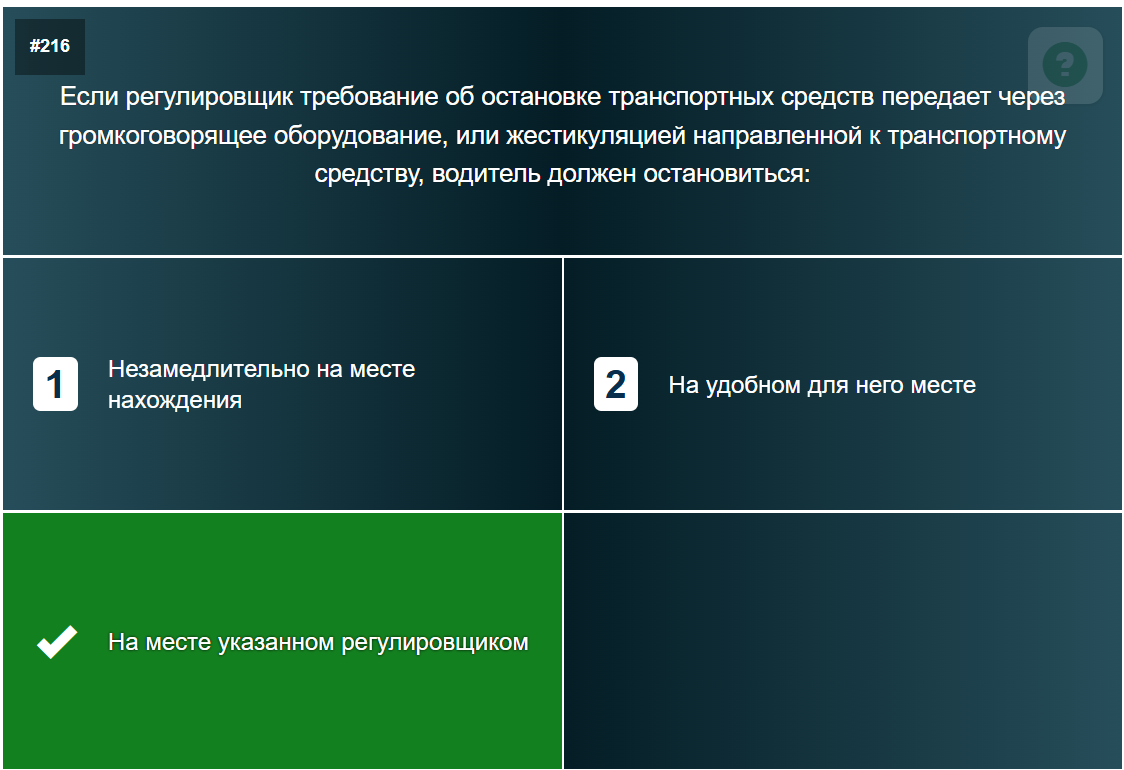 #216
?
Если регулировщик требование об остановке транспортных средств передает через
громкоговорящее оборудование, или жестикуляцией направленной к транспортному
средству, водитель должен остановиться:
1
Незамедлительно на месте
нахождения
2
На удобном для него месте
На месте указанном регулировщиком